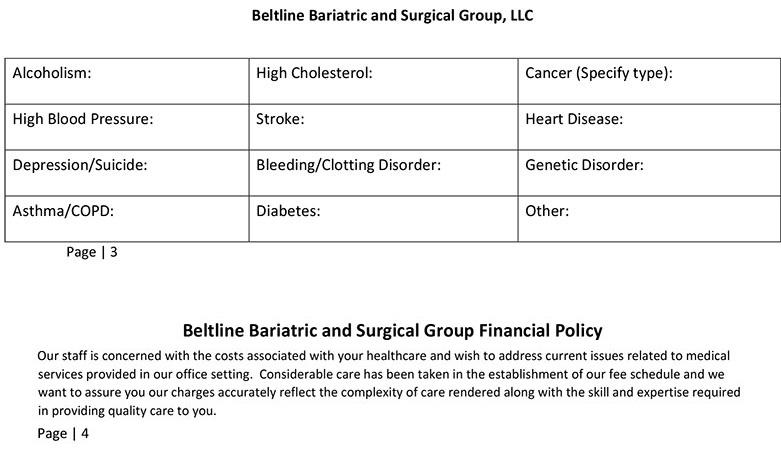 Beltline Bariatric and Surgical Group, LLC
Alcoholism: High Cholesterol: Cancer (Specify type):
High Blood Pressure: Stroke: Heart Disease:
Depression/Suicide: Bleeding/Clotting Disorder: Genetic Disorder:
Asthma/COPD: Diabetes: Other:
Page | 3
Beltline Bariatric and Surgical Group Financial Policy
Our staff is concerned with the costs associated with your healthcare and wish to address current issues related to medical
services provided in our office setting.  Considerable care has been taken in the establishment of our fee schedule and we
want to assure you our charges accurately reflect the complexity of care rendered along with the skill and expertise required
in providing quality care to you.
Page | 4